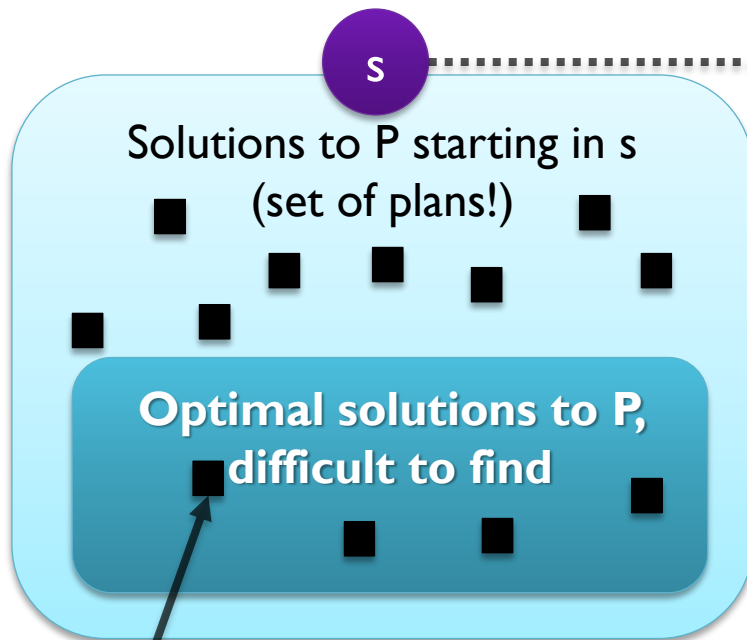 s
Solutions to P starting in s
(set of plans!)
Optimal solutions to P,
difficult to find